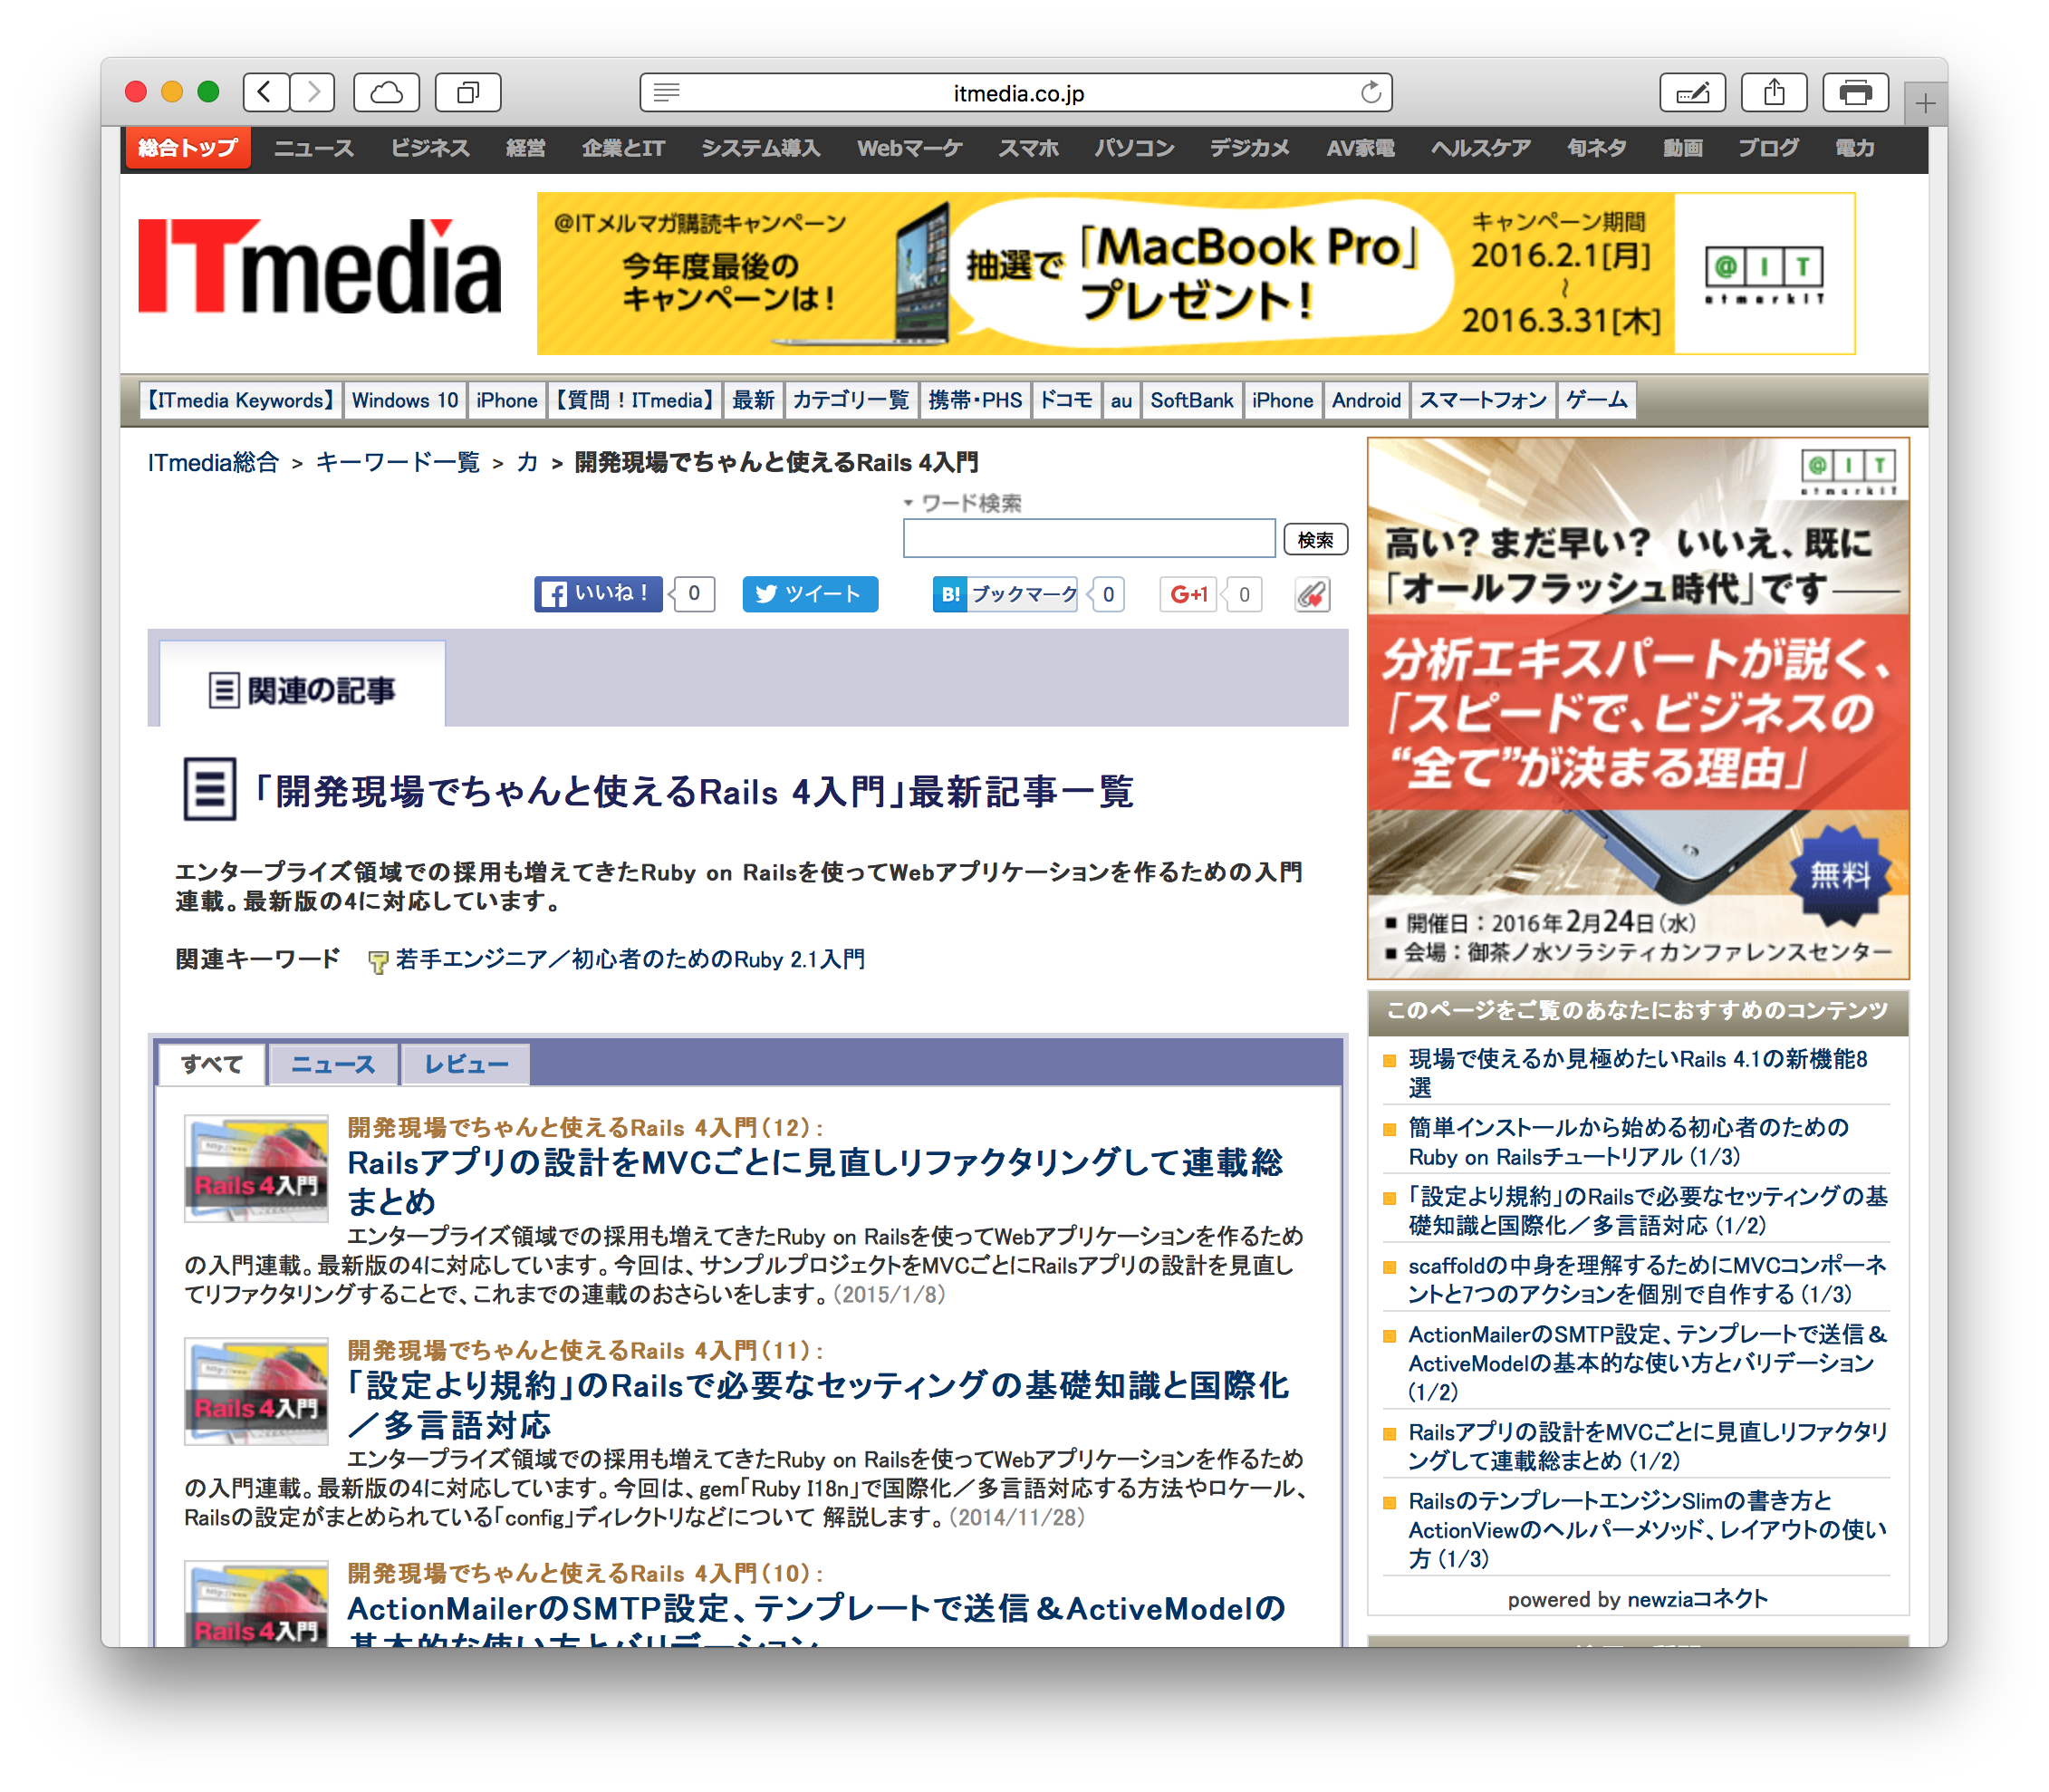 itmedia.co.jp
総合トップ ニュース ビジネス 経営 企業とIT システム導入 Webマーケ スマホ パソコン デジカメ AV家電 ヘルスケア 旬ネタ 動画 ブログ 電力
ITmedia
@ITメルマガ購読キャンペーン
今年度最後の
キャンペーンは!
抽選で「MacBook Pro」
プレゼント!
キャンペーン期間
2016.2.1[月]
~
2016.3.31[木]
@IT
atmarkIT
【ITmedia Keywords】 Windows 10 iPhone 【質問!ITmedia】 最新 カテゴリ一覧 携帯・PHS ドコモ au SoftBank iPhone Android スマートフォン ゲーム
ITmedia総合 > キーワード一覧 > カ > 開発現場でちゃんと使えるRails 4入門
ワード検索
検索
いいね! 0 ツイート B! ブックマーク 0 G+1 0
関連の記事
「開発現場でちゃんと使えるRails 4入門」最新記事一覧
エンタープライズ領域での採用も増えてきたRuby on Railsを使ってWebアプリケーションを作るための入門
連載。最新版の4に対応しています。
関連キーワード 若手エンジニア/初心者のためのRuby 2.1入門
すべて ニュース レビュー
Rails 4入門
開発現場でちゃんと使えるRails 4入門(12):
Railsアプリの設計をMVCごとに見直しリファクタリングして連載総
まとめ
エンタープライズ領域での採用も増えてきたRuby on Railsを使ってWebアプリケーションを作るため
の入門連載。最新版の4に対応しています。今回は、サンプルプロジェクトをMVCごとにRailsアプリの設計を見直し
てリファクタリングすることで、これまでの連載のおさらいをします。(2015/1/8)
Rails 4入門
開発現場でちゃんと使えるRails 4入門(11):
「設定より規約」のRailsで必要なセッティングの基礎知識と国際化
/多言語対応
エンタープライズ領域での採用も増えてきたRuby on Railsを使ってWebアプリケーションを作るため
の入門連載。最新版の4に対応しています。今回は、gem「Ruby I18n」で国際化/多言語対応する方法やロケール、
Railsの設定がまとめられている「config」ディレクトリなどについて 解説します。(2014/11/28)
Rails 4入門
開発現場でちゃんと使えるRails 4入門(10):
ActionMailerのSMTP設定、テンプレートで送信&ActiveModelの
基本的な使い方とバリデーション
@IT
atmarkIT
高い? まだ早い? いいえ、既に
「オールフラッシュ時代」です――
分析エキスパートが説く、
「スピードで、ビジネスの
“全て”が決まる理由」
無料
■ 開催日:2016年2月24日(水)
■ 会場:御茶ノ水ソラシティカンファレンスセンター
このページをご覧のあなたにおすすめのコンテンツ
現場で使えるか見極めたいRails 4.1の新機能8
選
簡単インストールから始める初心者のための
Ruby on Railsチュートリアル (1/3)
「設定より規約」のRailsで必要なセッティングの基
礎知識と国際化/多言語対応 (1/2)
scaffoldの中身を理解するためにMVCコンポーネ
ントと7つのアクションを個別で自作する (1/3)
ActionMailerのSMTP設定、テンプレートで送信&
ActiveModelの基本的な使い方とバリデーション
(1/2)
Railsアプリの設計をMVCごとに見直しリファクタリ
ングして連載総まとめ (1/2)
RailsのテンプレートエンジンSlimの書き方と
ActionViewのヘルパーメソッド、レイアウトの使い
方 (1/3)
powered by newziaコネクト